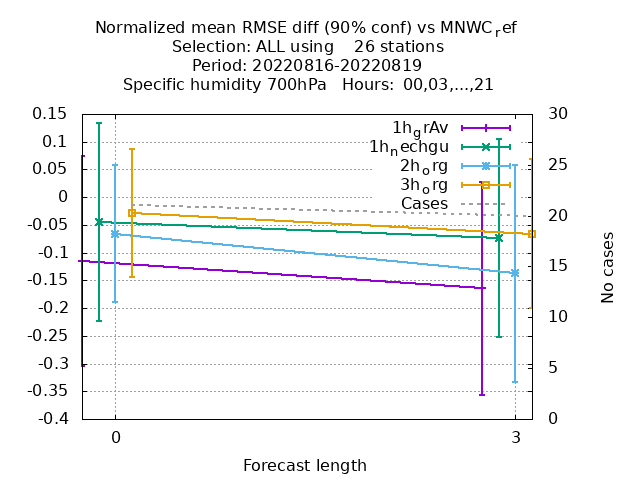 Normalized mean RMSE diff (90% conf) vs MNWC_ref
Selection: ALL using    26 stations
Period: 20220816-20220819
Specific humidity 700hPa   Hours: 00,03,...,21
0.15
0.1
0.05
0
-0.05
-0.1
-0.15
-0.2
-0.25
-0.3
-0.35
-0.4
1h_grAv
1h_nechgu
2h_org
3h_org
Cases
30
25
20
15
10
5
0
No cases
0
3
Forecast length